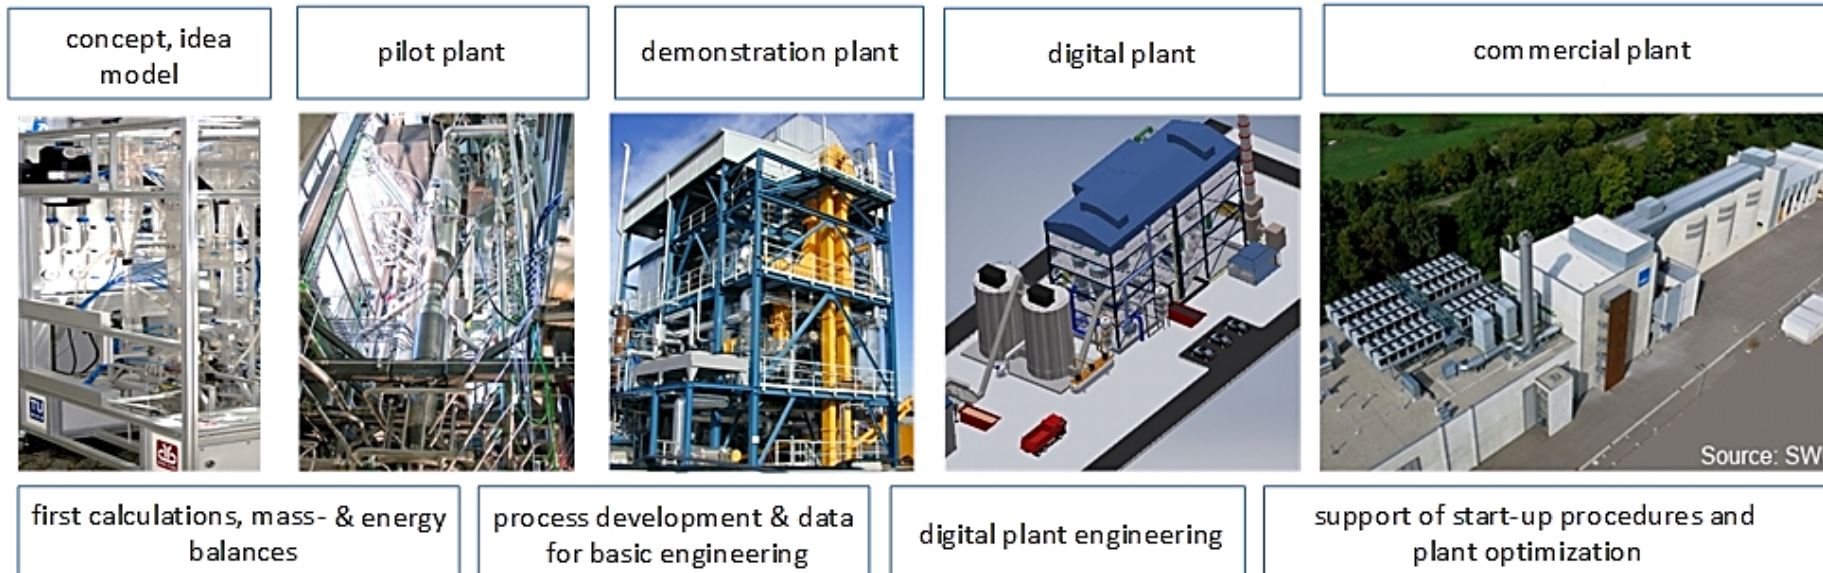 concept, idea
model
pilot plant
demonstration plant
digital plant
commercial plant
TU
Source: SW
first calculations, mass- & energy
balances
process development & data
for basic engineering
digital plant engineering
support of start-up procedures and
plant optimization